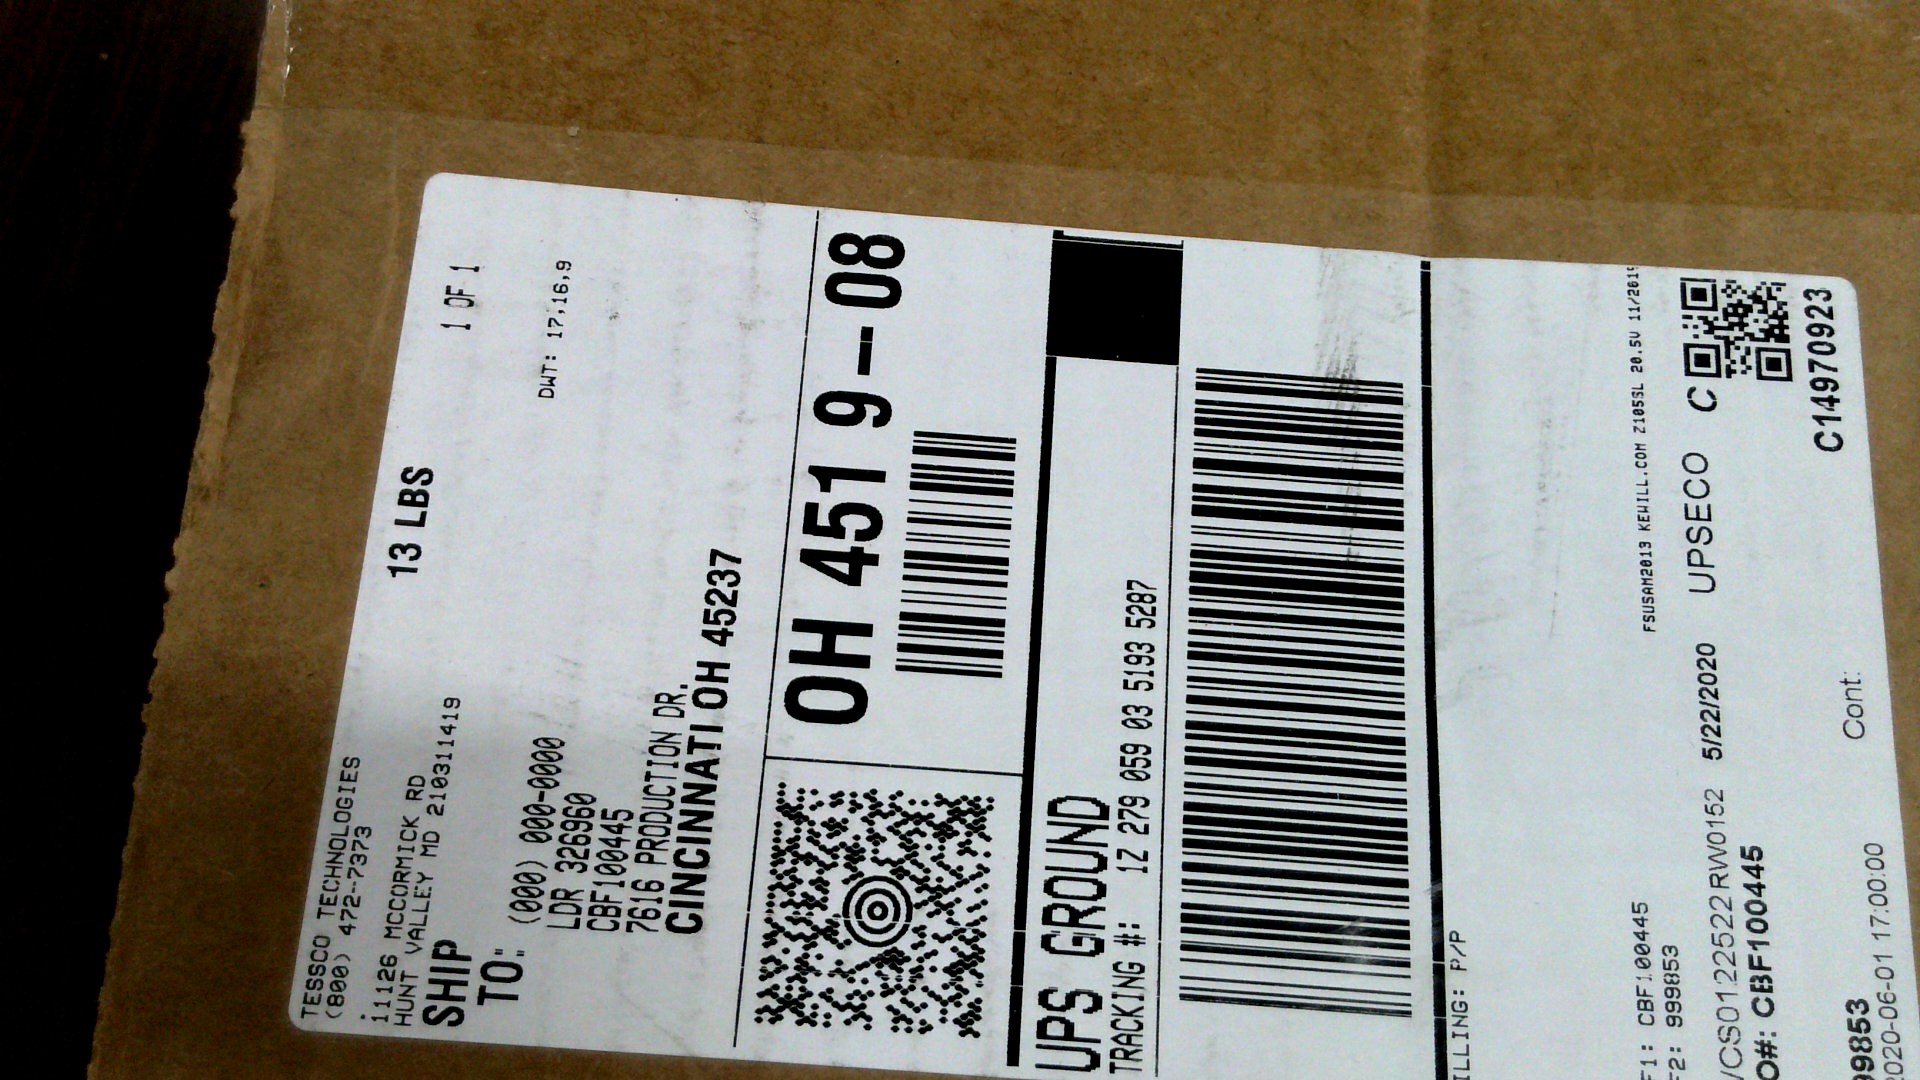 TESSCO TECHNOLOGIES
(800) 472-7373
11126 MCCORMICK RD
HUNT VALLEY MD 210311419
13 LBS
1 OF 1
DWT: 17,16,9
SHIP
TO:
(000) 000-0000
LDR 326960
CBF100445
7616 PRODUCTION DR.
CINCINNATI OH 45237
OH 451 9-08
UPS GROUND
TRACKING #: 1Z 279 059 03 5193 5287
ILLING: P/P
F1: CBF100445
F2: 999853
FSUSAM2013 KEWILL.COM Z105SL 20.5V 11/2019
/CS0122522 RW0152 5/22/2020 UPSECO C
O#: CBF100445
C14970923
99853
Cont:
2020-06-01 17:00:00